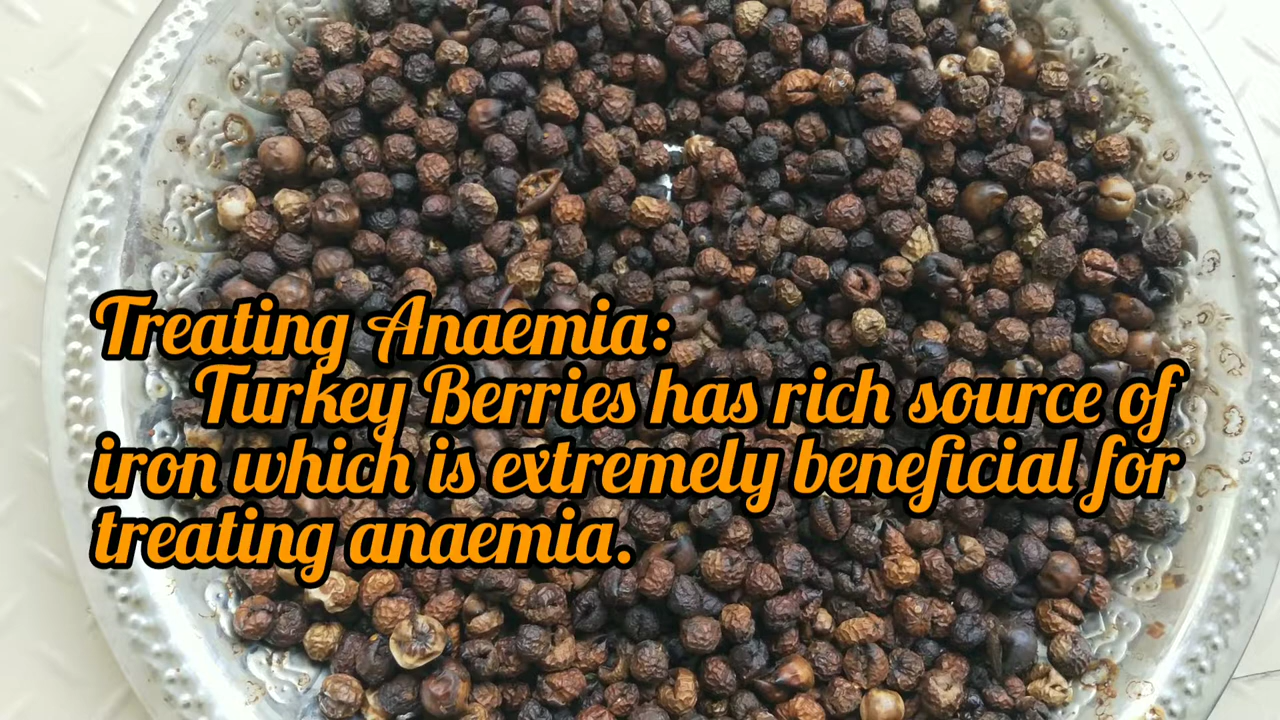 Treating Anaemia:
Turkey Berries has rich source of
iron which is extremely beneficial for
treating anaemia.